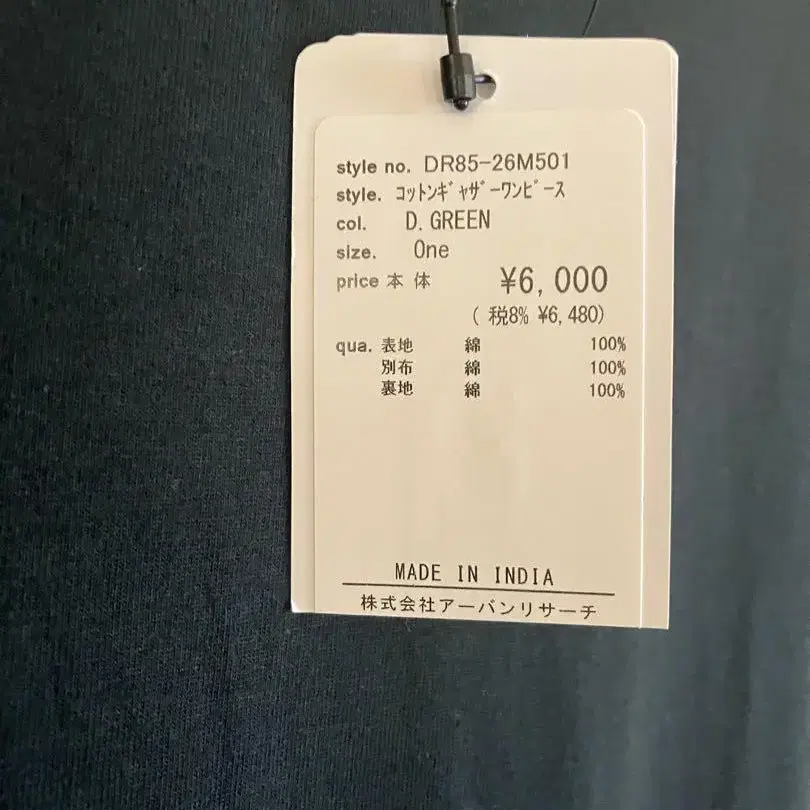 style no. DR85-26M501
style. コットンギャザーワンピース
col. D.GREEN
size. One
price 本体 ¥6,000
(税8% ¥6,480)
qua. 表地 綿 100%
別布 綿 100%
裏地 綿 100%
MADE IN INDIA
株式会社アーバンリサーチ